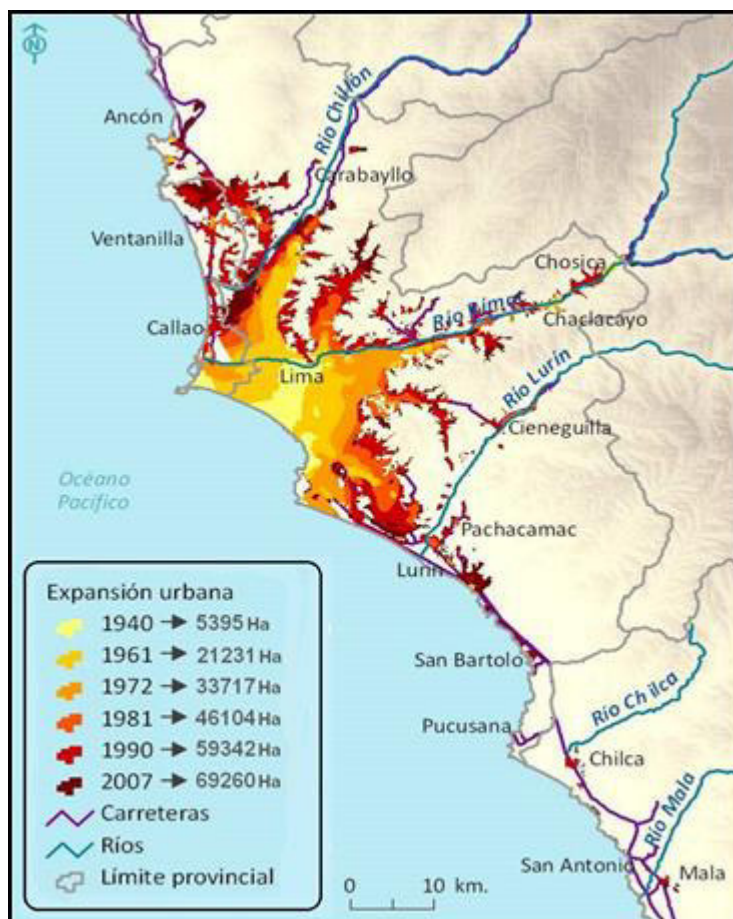 N
Ancón
Río Chillón
Carabayllo
Ventanilla
Chosica
Río Rímac
Chaclacayo
Callao
Lima
Río Lurín
Cieneguilla
Océano
Pacífico
Pachacamac
Lurín
San Bartolo
Río Chilca
Pucusana
Chilca
Río Mala
San Antonio
Mala
Expansión urbana
1940 → 5395 Ha
1961 → 21231 Ha
1972 → 33717 Ha
1981 → 46104 Ha
1990 → 59342 Ha
2007 → 69260 Ha
Carreteras
Ríos
Límite provincial
0 10 km.